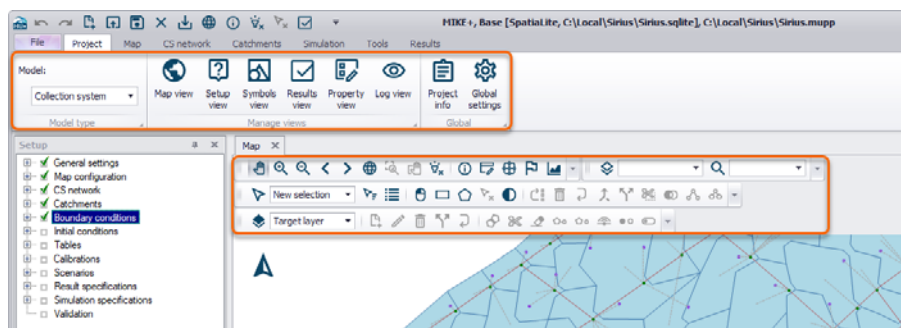 MIKE+, Base [SpatiaLite, C:\Local\Sirius\Sirius.sqlite], C:\Local\Sirius\Sirius.mupp
File Project Map CS network Catchments Simulation Tools Results
Model:
Collection system
Map view Setup view Symbols view Results view Property view Log view Project info Global settings
Model type Manage views Global
Setup
Map
General settings
Map configuration
CS network
Catchments
Boundary conditions
Initial conditions
Tables
Calibrations
Scenarios
Result specifications
Simulation specifications
Validation
New selection
Target layer